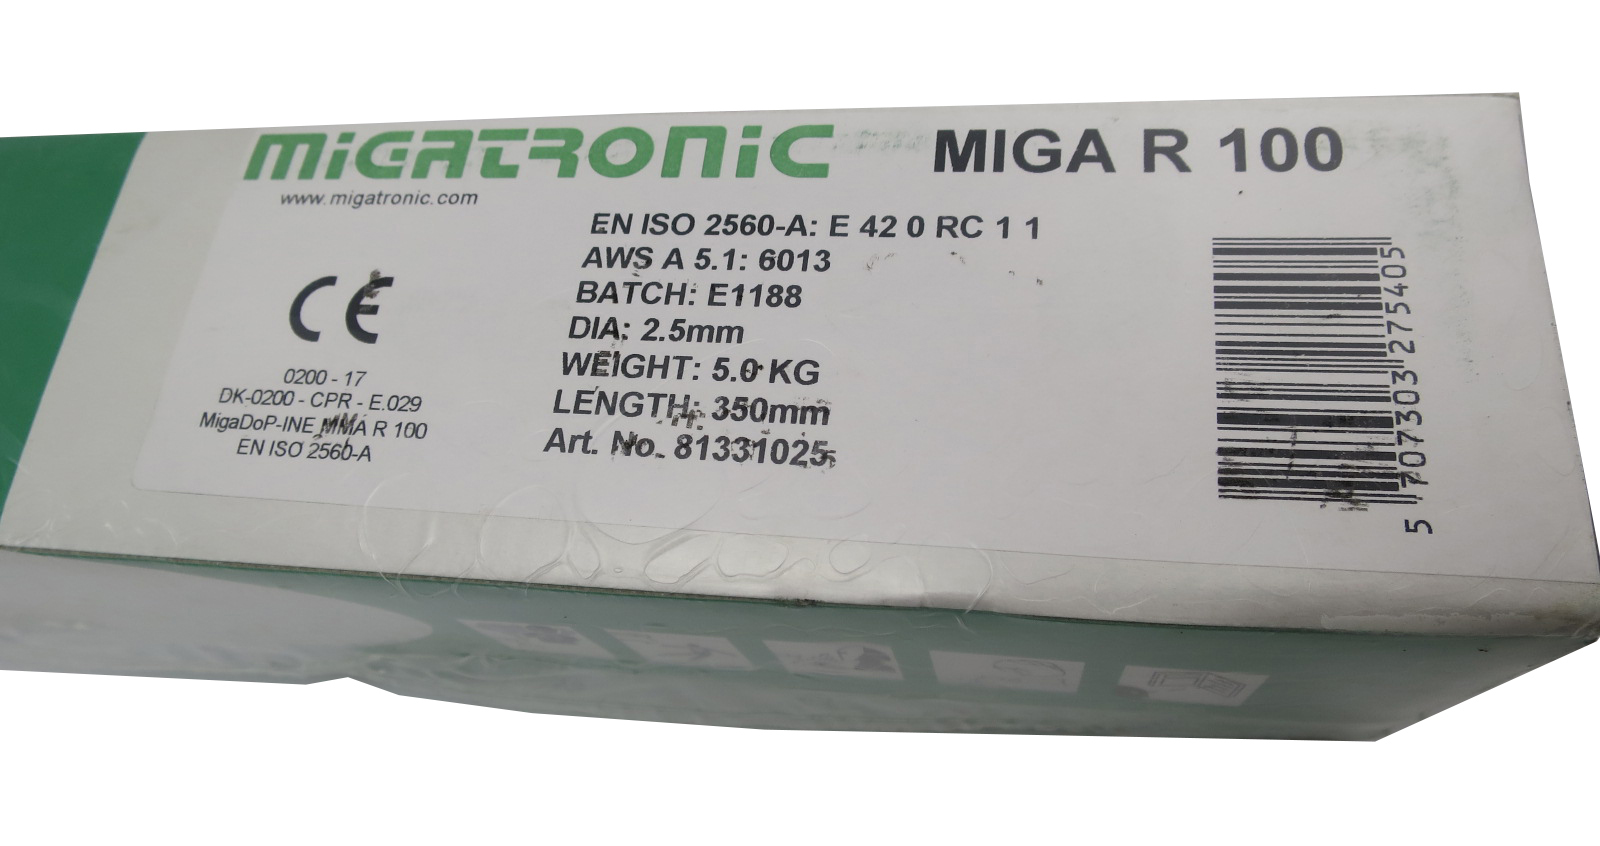 MIGATRONIC
MIGA R 100
www.migatronic.com
EN ISO 2560-A: E 42 0 RC 1 1
AWS A 5.1: 6013
BATCH: E1188
DIA: 2.5mm
WEIGHT: 5.0 KG
LENGTH: 350mm
Art. No. 81331025
CE
0200 - 17
DK-0200 - CPR - E.029
MigaDoP-INE MMA R 100
EN ISO 2560-A
5 707303 275405